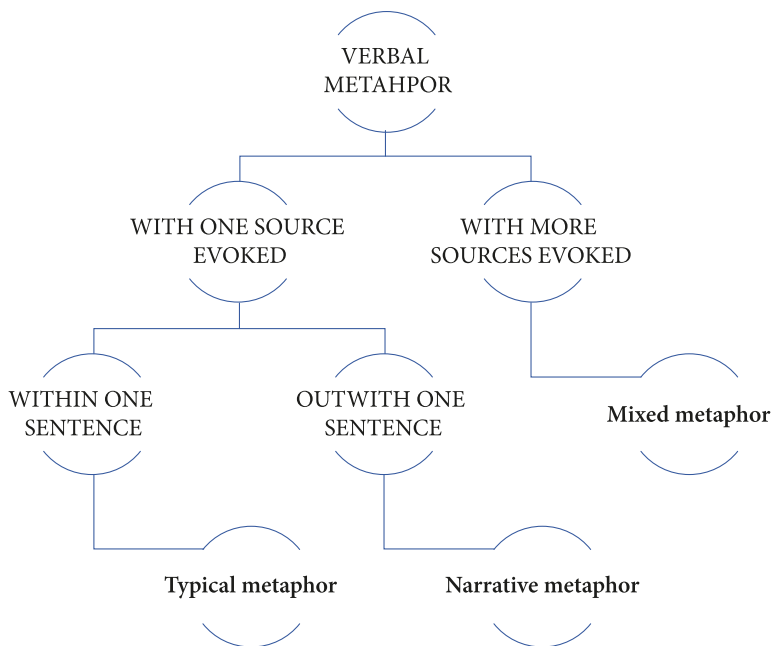 VERBAL
METAHPOR
WITH ONE SOURCE
EVOKED
WITH MORE
SOURCES EVOKED
WITHIN ONE
SENTENCE
OUTWITH ONE
SENTENCE
Mixed metaphor
Typical metaphor
Narrative metaphor